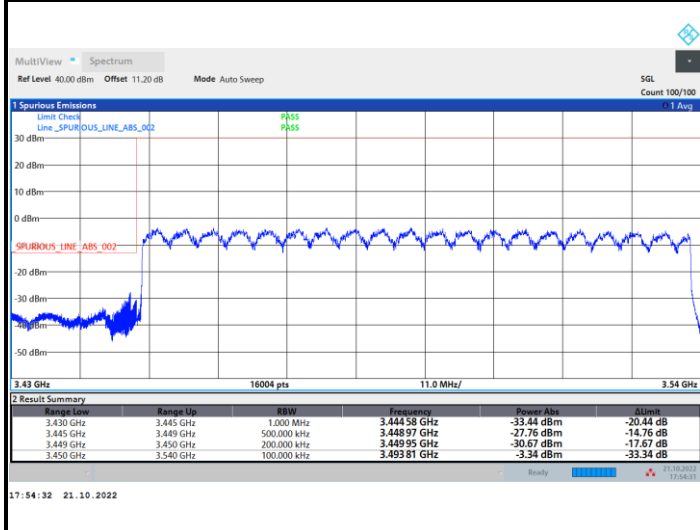 MultiView Spectrum
Ref Level 40.00 dBm Offset 11.20 dB Mode Auto Sweep SGL
Count 100/100
1 Spurious Emissions 1 Avg
Limit Check PASS
Line _SPURIOUS_LINE_ABS_002 PASS
30 dBm
20 dBm
10 dBm
0 dBm
_SPURIOUS_LINE_ABS_002
-20 dBm
-30 dBm
-40 dBm
-50 dBm
3.43 GHz 16004 pts 11.0 MHz/ 3.54 GHz
2 Result Summary
Range Low Range Up RBW Frequency Power Abs ΔLimit
3.430 GHz 3.445 GHz 1.000 MHz 3.444 58 GHz -33.44 dBm -20.44 dB
3.445 GHz 3.449 GHz 500.000 kHz 3.448 97 GHz -27.76 dBm -14.76 dB
3.449 GHz 3.450 GHz 200.000 kHz 3.449 95 GHz -30.67 dBm -17.67 dB
3.450 GHz 3.540 GHz 100.000 kHz 3.493 81 GHz -3.34 dBm -33.34 dB
Ready 21.10.2022
17:54:31
17:54:32 21.10.2022